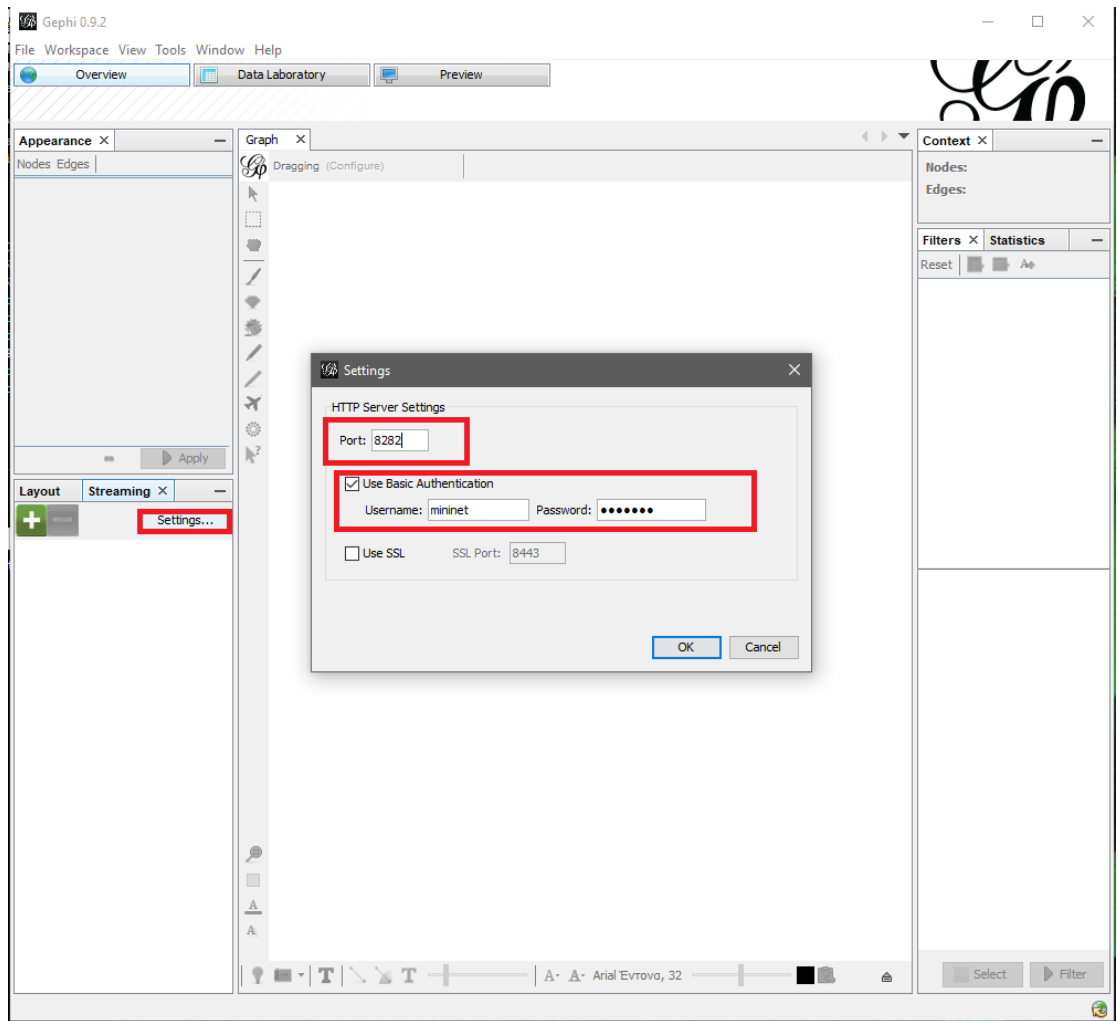 Gephi 0.9.2
File Workspace View Tools Window Help
Overview Data Laboratory Preview
Appearance
Nodes Edges
Apply
Layout Streaming
Settings...
Graph
Dragging (Configure)
Settings
HTTP Server Settings
Port: 8282
Use Basic Authentication
Username: mininet Password: •••••••
Use SSL SSL Port: 8443
OK Cancel
T T A- A- Arial Έντονα, 32
Context
Nodes:
Edges:
Filters Statistics
Reset
Select Filter